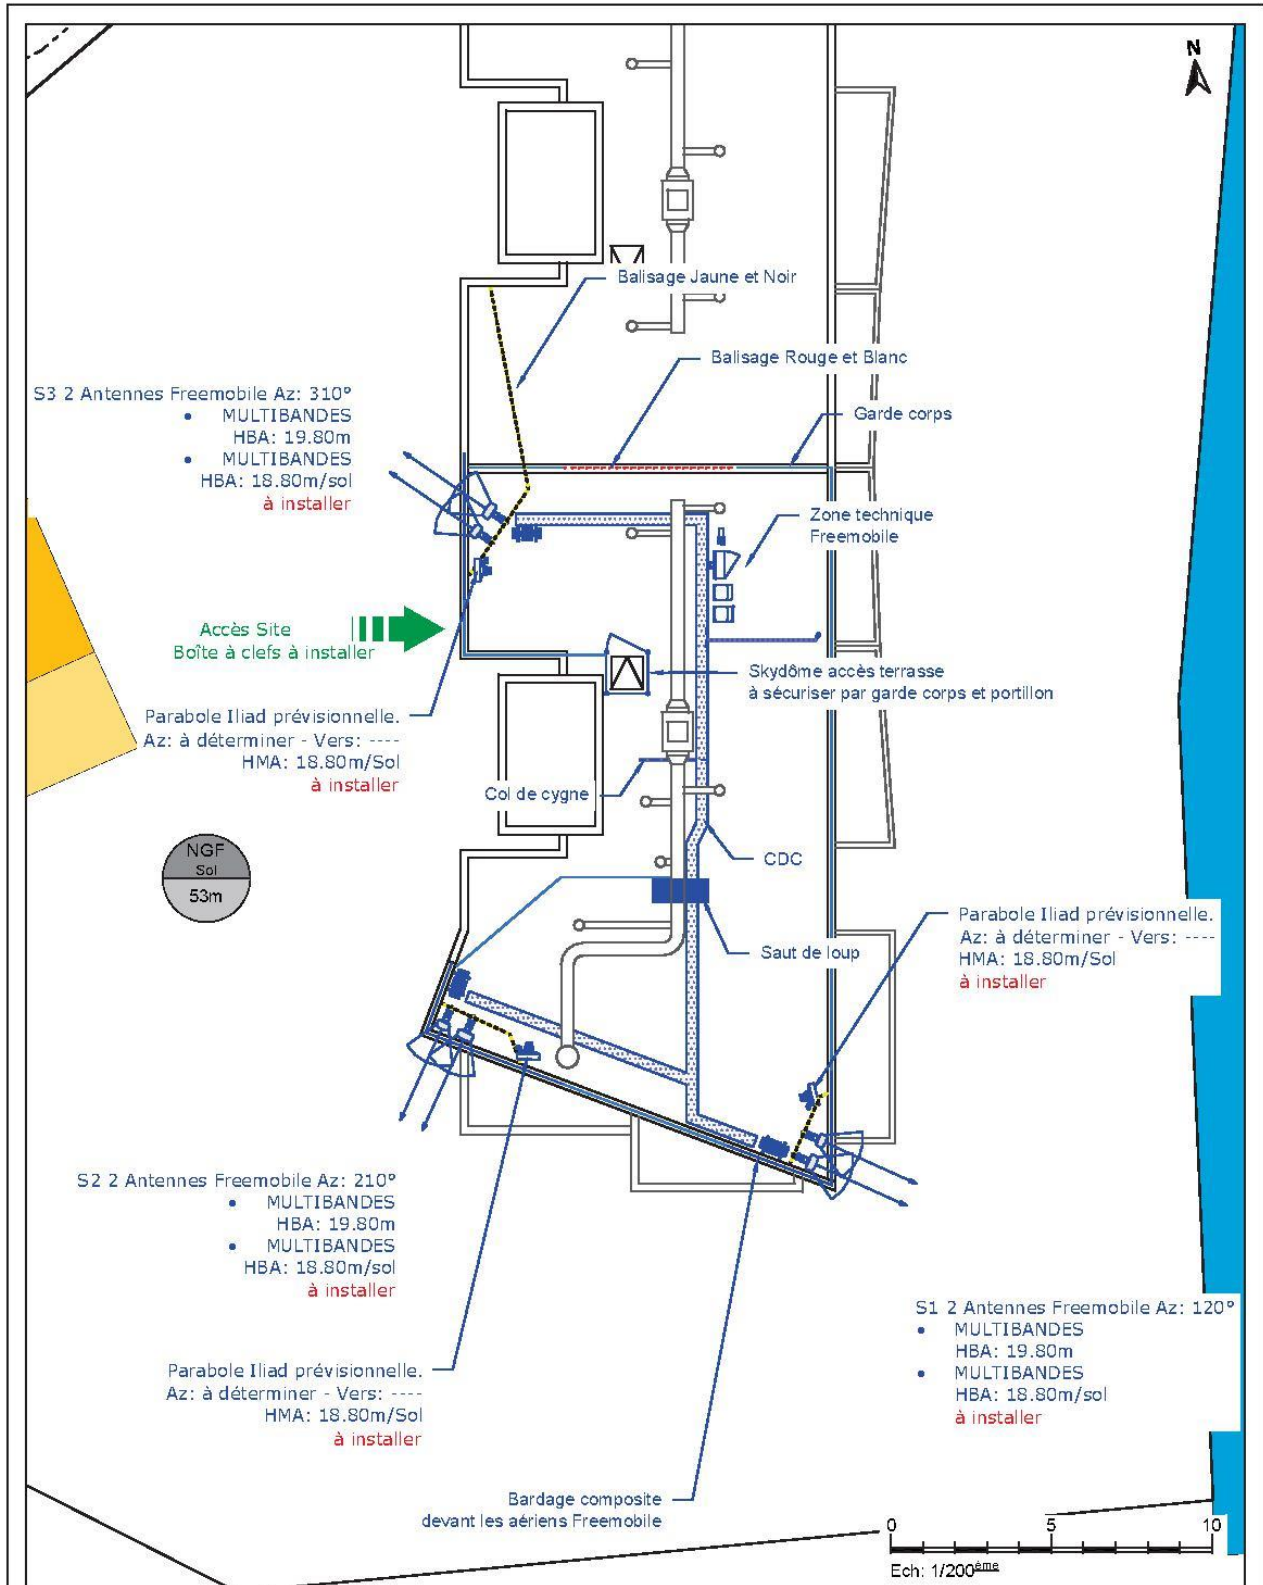 N
Balisage Jaune et Noir
Balisage Rouge et Blanc
Garde corps
S3 2 Antennes Freemobile Az: 310°
• MULTIBANDES
HBA: 19.80m
• MULTIBANDES
HBA: 18.80m/sol
à installer
Zone technique
Freemobile
Accès Site
Boîte à clefs à installer
Skydôme accès terrasse
à sécuriser par garde corps et portillon
Parabole Iliad prévisionnelle.
Az: à déterminer - Vers: ----
HMA: 18.80m/Sol
à installer
Col de cygne
CDC
NGF
Sol
53m
Parabole Iliad prévisionnelle.
Az: à déterminer - Vers: ----
HMA: 18.80m/Sol
à installer
Saut de loup
S2 2 Antennes Freemobile Az: 210°
• MULTIBANDES
HBA: 19.80m
• MULTIBANDES
HBA: 18.80m/sol
à installer
S1 2 Antennes Freemobile Az: 120°
• MULTIBANDES
HBA: 19.80m
• MULTIBANDES
HBA: 18.80m/sol
à installer
Parabole Iliad prévisionnelle.
Az: à déterminer - Vers: ----
HMA: 18.80m/Sol
à installer
Bardage composite
devant les aériens Freemobile
0 5 10
Ech: 1/200ème